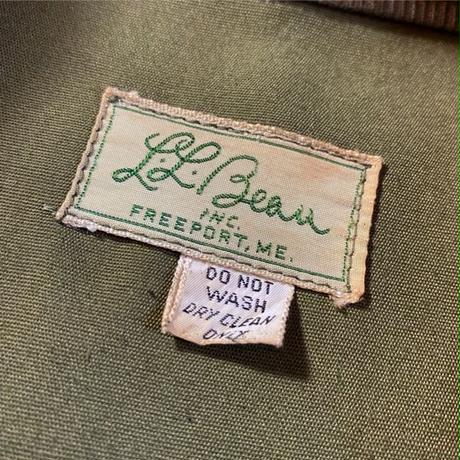 L.L.Bean
INC.
FREEPORT, ME.
DO NOT
WASH
DRY CLEAN
ONLY